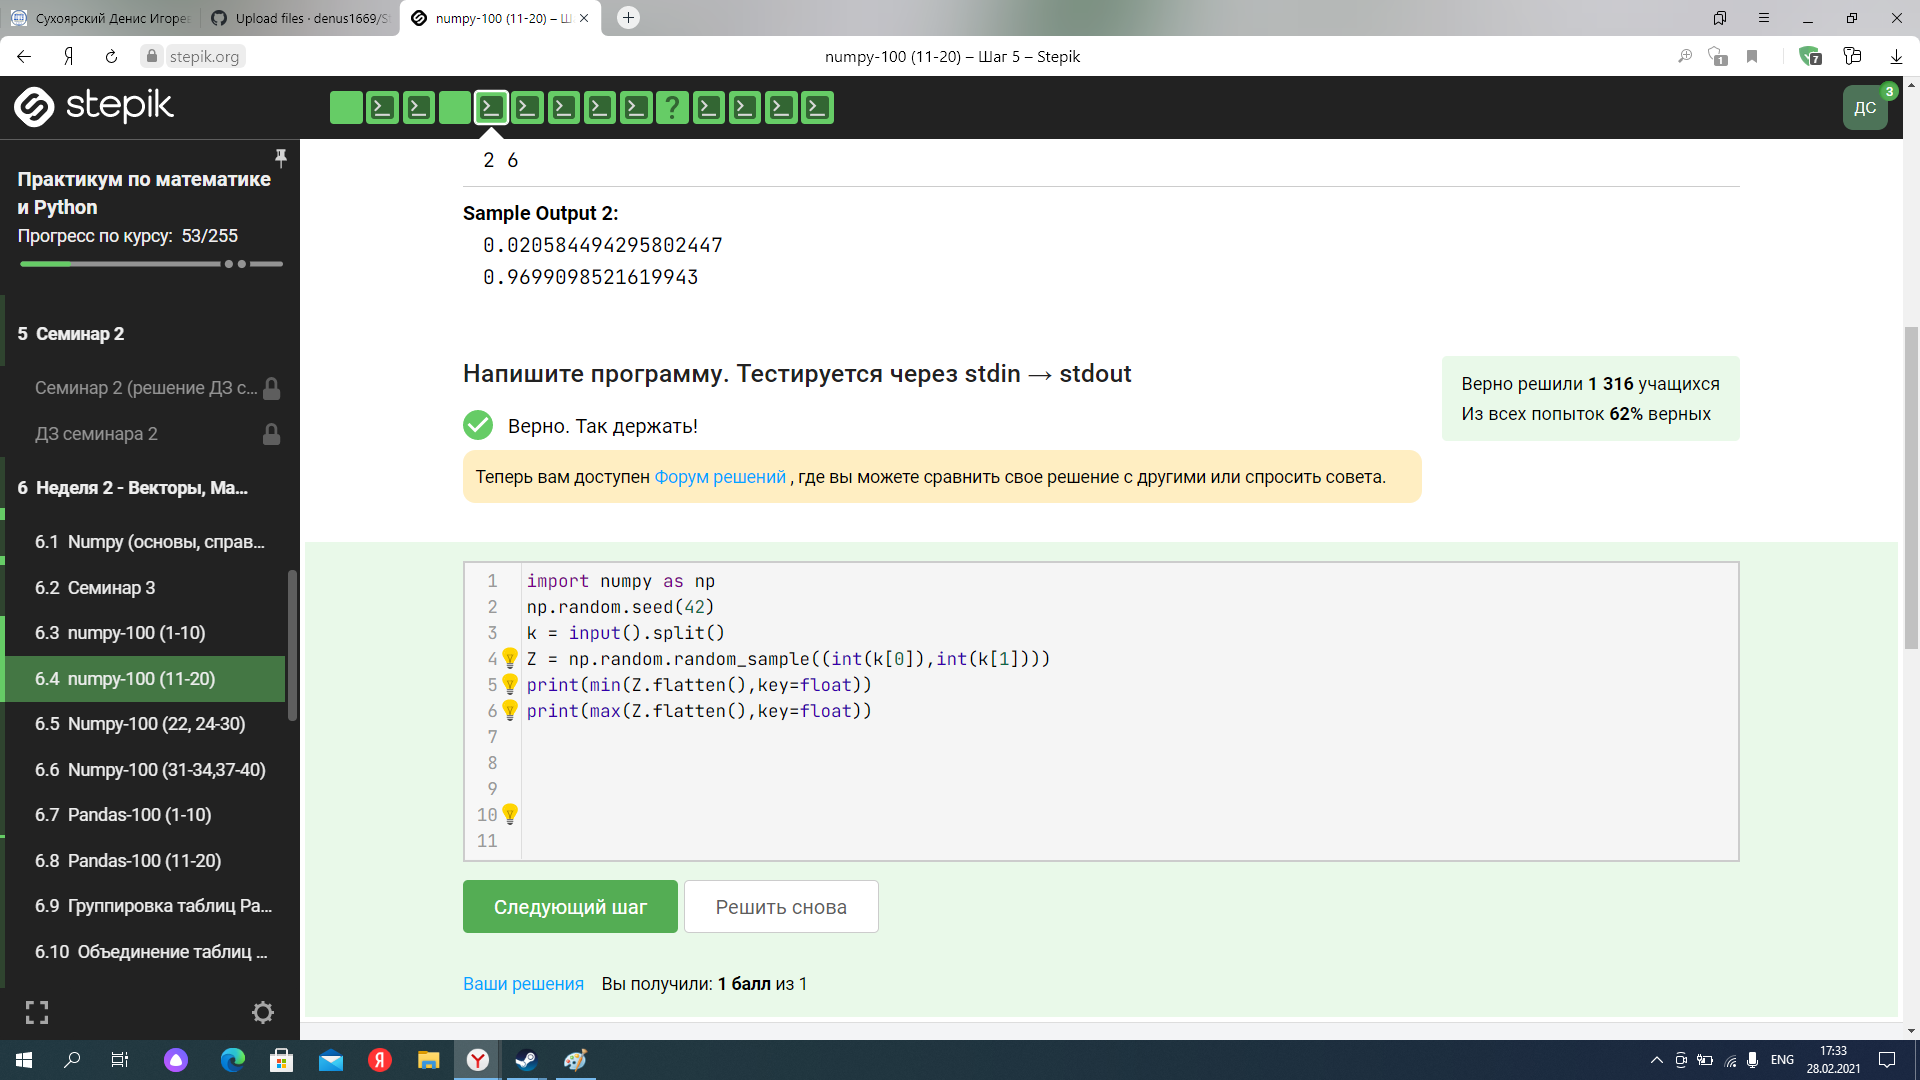 Сухоярский Денис Игорев
Upload files · denus1669/S
numpy-100 (11-20) – Ш
Я
stepik.org
numpy-100 (11-20) – Шаг 5 – Stepik
1
7
stepik
?
ДС
3
Практикум по математике
и Python
Прогресс по курсу: 53/255
5 Семинар 2
Семинар 2 (решение ДЗ с...
ДЗ семинара 2
6 Неделя 2 - Векторы, Ма...
6.1 Numpy (основы, справ...
6.2 Семинар 3
6.3 numpy-100 (1-10)
6.4 numpy-100 (11-20)
6.5 Numpy-100 (22, 24-30)
6.6 Numpy-100 (31-34,37-40)
6.7 Pandas-100 (1-10)
6.8 Pandas-100 (11-20)
6.9 Группировка таблиц Pa...
6.10 Объединение таблиц ...
2 6
Sample Output 2:
0.020584494295802447
0.9699098521619943
Напишите программу. Тестируется через stdin → stdout
Верно решили 1 316 учащихся
Из всех попыток 62% верных
Верно. Так держать!
Теперь вам доступен Форум решений , где вы можете сравнить свое решение с другими или спросить совета.
1 import numpy as np
2 np.random.seed(42)
3 k = input().split()
4 Z = np.random.random_sample((int(k[0]),int(k[1])))
5 print(min(Z.flatten(),key=float))
6 print(max(Z.flatten(),key=float))
7
8
9
10
11
Следующий шаг
Решить снова
Ваши решения Вы получили: 1 балл из 1
Я
Y
ENG
17:33
28.02.2021